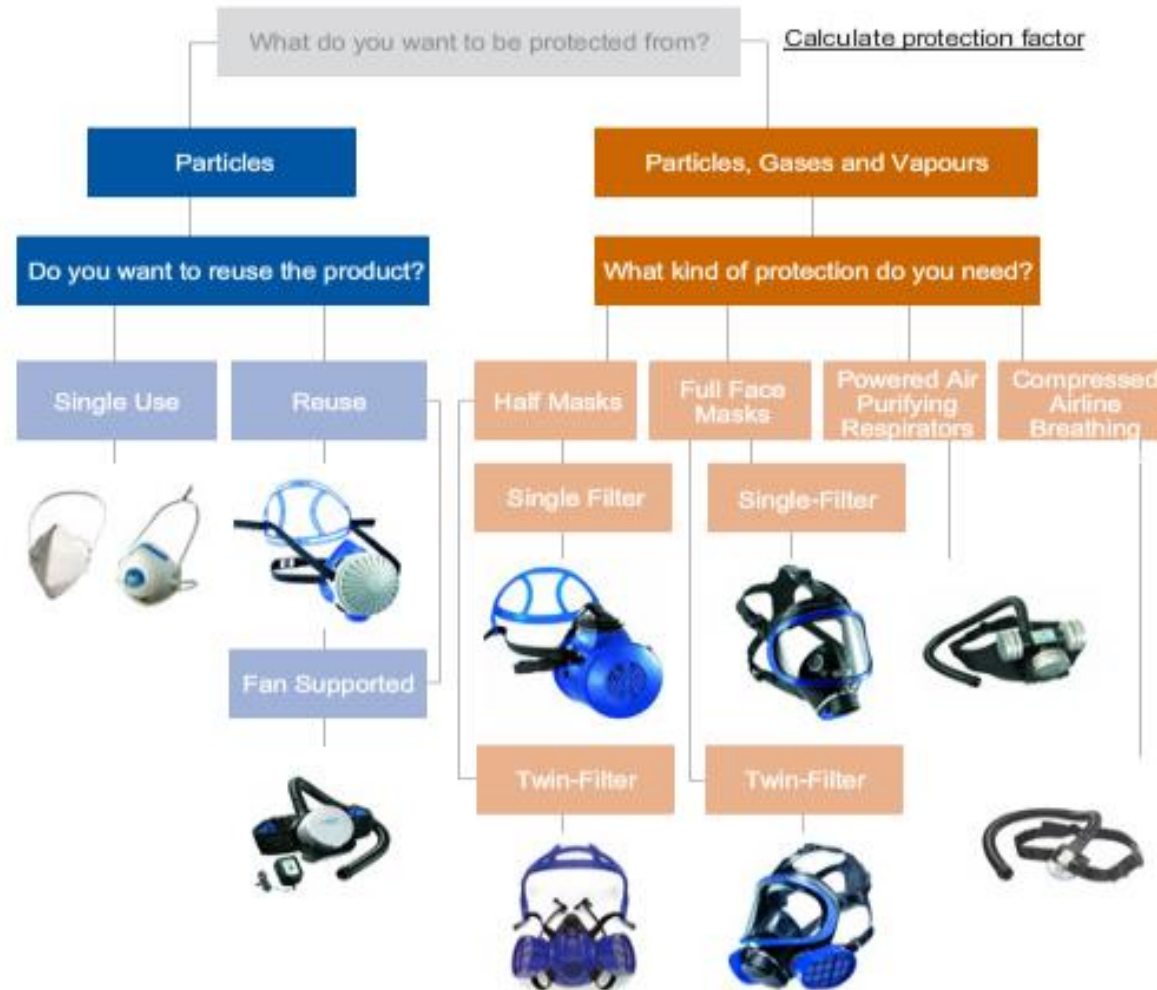 What do you want to be protected from?
Calculate protection factor
Particles
Particles, Gases and Vapours
Do you want to reuse the product?
What kind of protection do you need?
Single Use
Reuse
Half Masks
Full Face
Masks
Powered Air
Purifying
Respirators
Compressed
Airline
Breathing
Single Filter
Single-Filter
Fan Supported
Twin-Filter
Twin-Filter